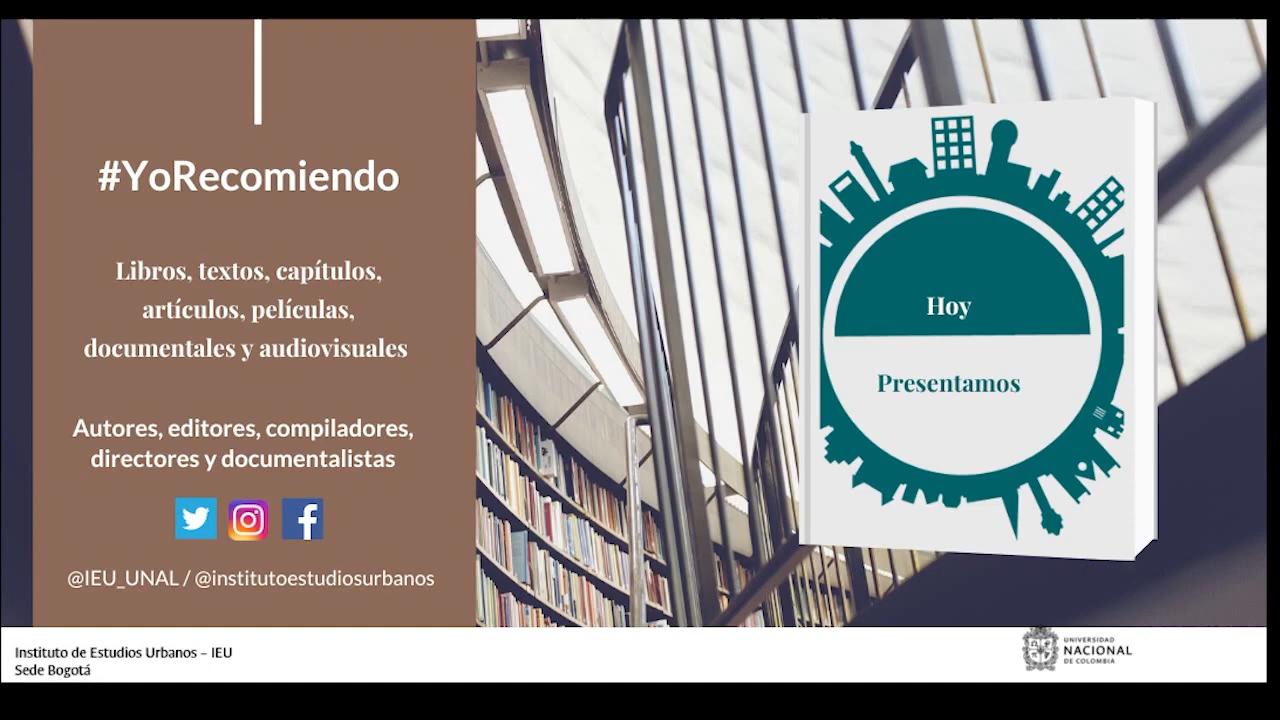 #YoRecomiendo
Libros, textos, capítulos,
artículos, películas,
documentales y audiovisuales
Autores, editores, compiladores,
directores y documentalistas
@IEU_UNAL / @institutoestudiosurbanos
Hoy
Presentamos
Instituto de Estudios Urbanos – IEU
Sede Bogotá
UNIVERSIDAD
NACIONAL
DE COLOMBIA